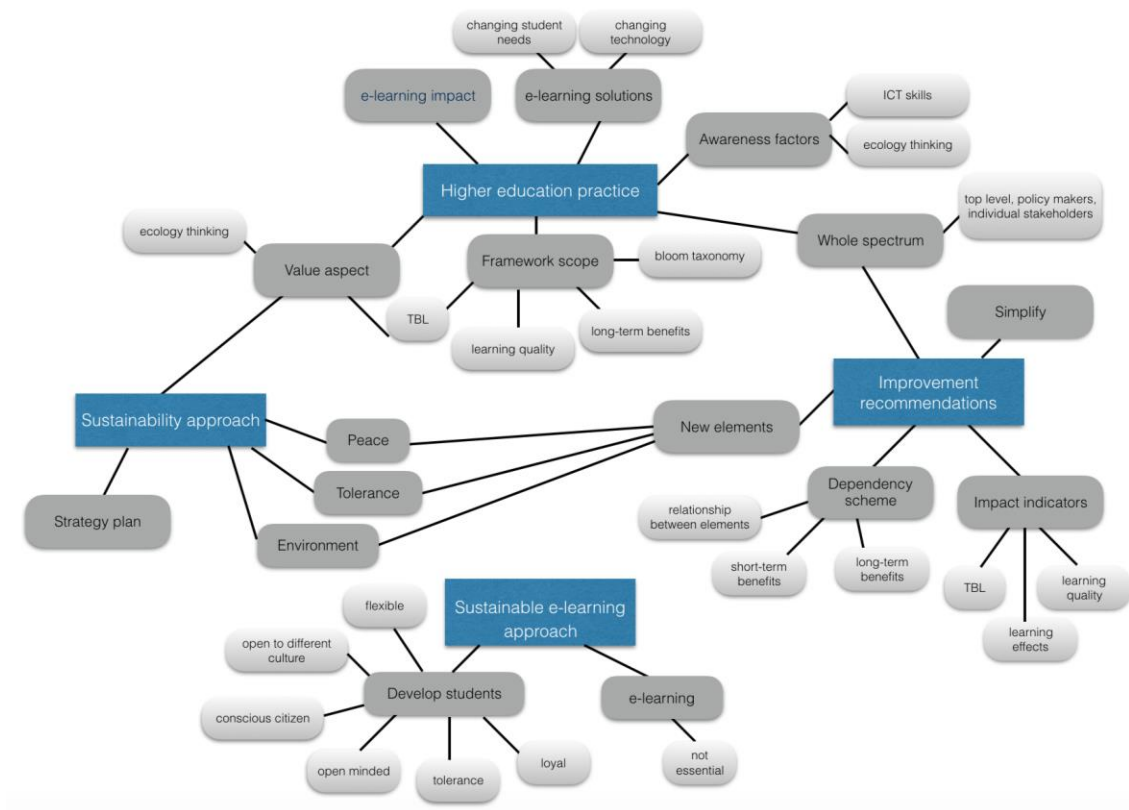 changing student
needs
changing
technology
e-learning impact
e-learning solutions
ICT skills
Awareness factors
ecology thinking
Higher education practice
top level, policy makers,
individual stakeholders
ecology thinking
Whole spectrum
Value aspect
Framework scope
bloom taxonomy
TBL
long-term benefits
learning quality
Simplify
Improvement
recommendations
Sustainability approach
Peace
New elements
Tolerance
Strategy plan
Environment
Dependency
scheme
Impact indicators
relationship
between elements
short-term
benefits
long-term
benefits
TBL
learning
quality
learning
effects
Sustainable e-learning
approach
flexible
open to different
culture
Develop students
e-learning
conscious citizen
open minded
tolerance
loyal
not
essential